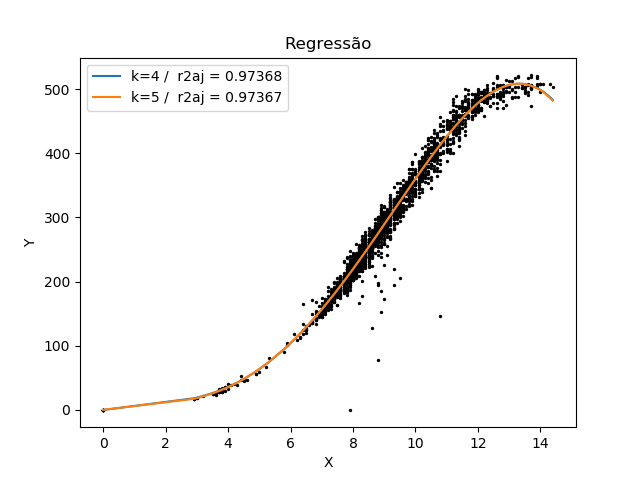 Regressão
k=4 /  r2aj = 0.97368
k=5 /  r2aj = 0.97367
500
400
300
200
100
0
Y
0 2 4 6 8 10 12 14
X